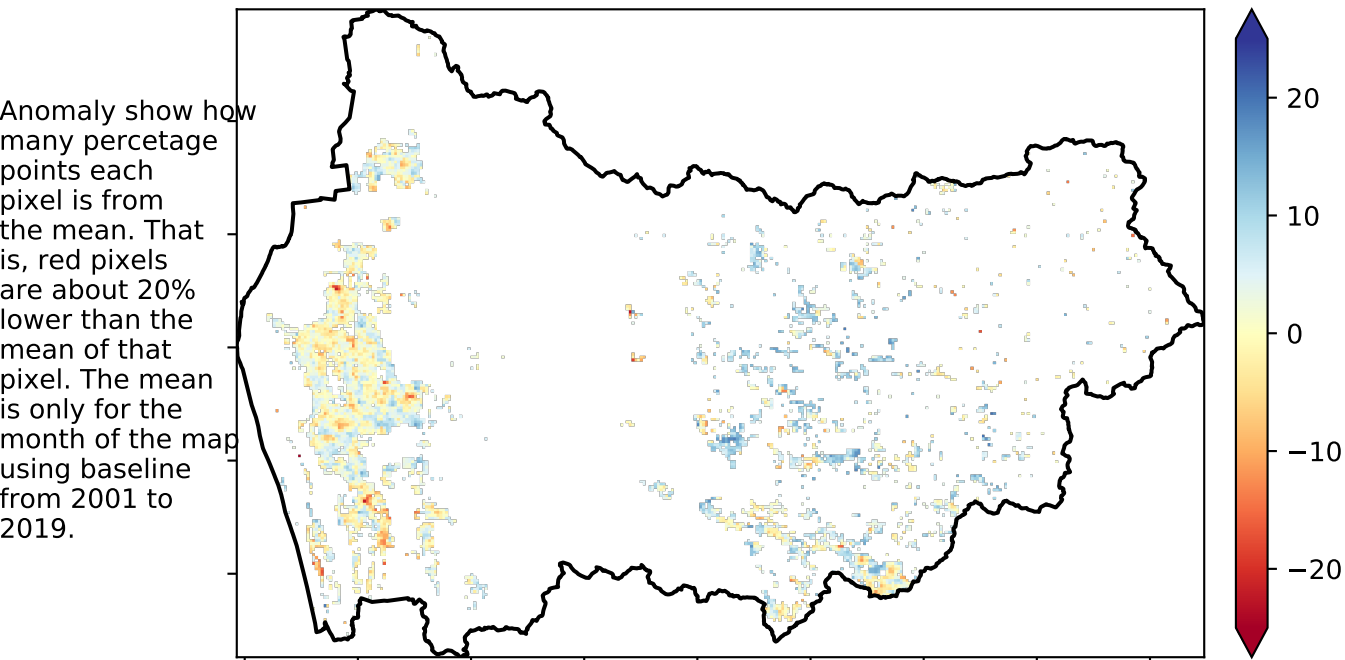 Anomaly show how
many percetage
points each
pixel is from
the mean. That
is, red pixels
are about 20%
lower than the
mean of that
pixel. The mean
is only for the
month of the map
using baseline
from 2001 to
2019.
20
10
0
−10
−20